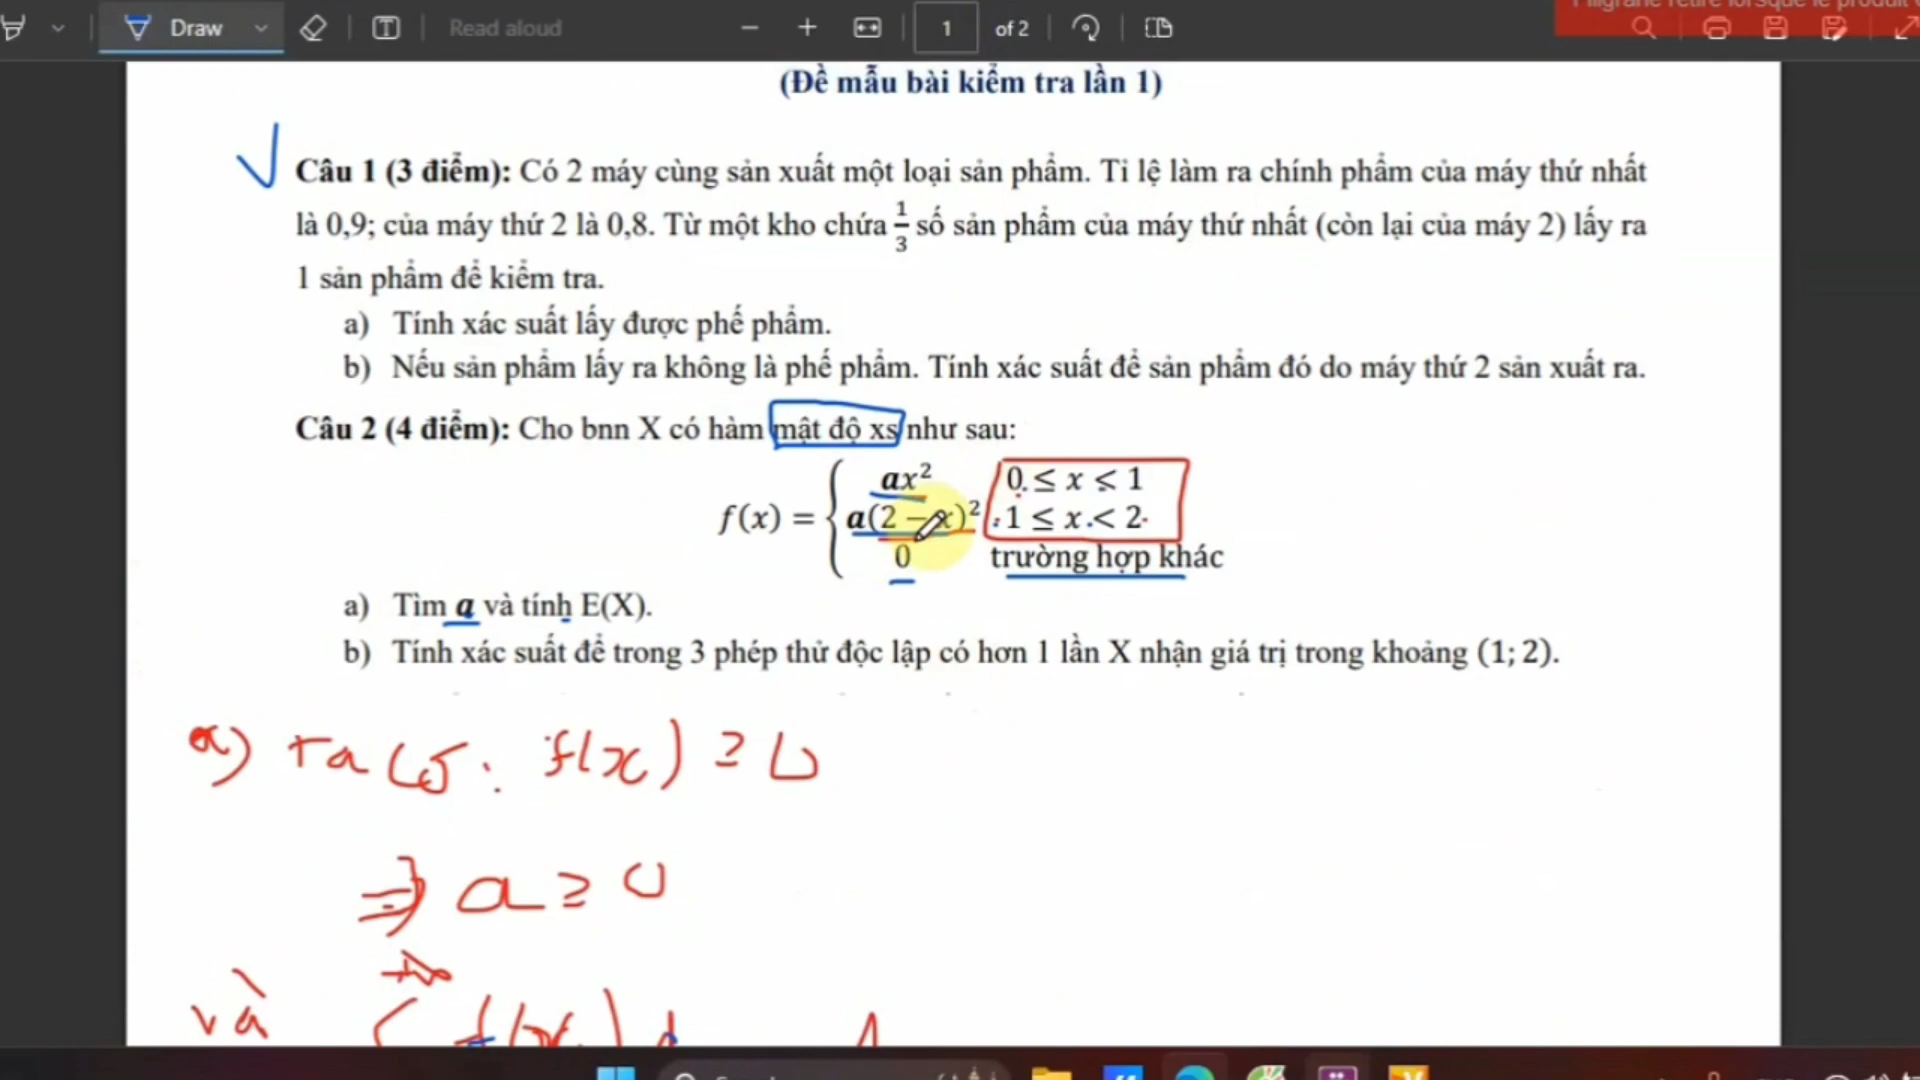 Draw
Read aloud
1 of 2
Filigrane retiré lorsque le produit
(Đề mẫu bài kiểm tra lần 1)
Câu 1 (3 điểm): Có 2 máy cùng sản xuất một loại sản phẩm. Tỉ lệ làm ra chính phẩm của máy thứ nhất
là 0,9; của máy thứ 2 là 0,8. Từ một kho chứa 1/3 số sản phẩm của máy thứ nhất (còn lại của máy 2) lấy ra
1 sản phẩm để kiểm tra.
a) Tính xác suất lấy được phế phẩm.
b) Nếu sản phẩm lấy ra không là phế phẩm. Tính xác suất để sản phẩm đó do máy thứ 2 sản xuất ra.
Câu 2 (4 điểm): Cho bnn X có hàm mật độ xs như sau:
ax² 0 ≤ x < 1
f(x) = { a(2 − x)² 1 ≤ x < 2
0 trường hợp khác
a) Tìm a và tính E(X).
b) Tính xác suất để trong 3 phép thử độc lập có hơn 1 lần X nhận giá trị trong khoảng (1; 2).
a) Ta có: f(x) ≥ 0
⇒ a ≥ 0
và